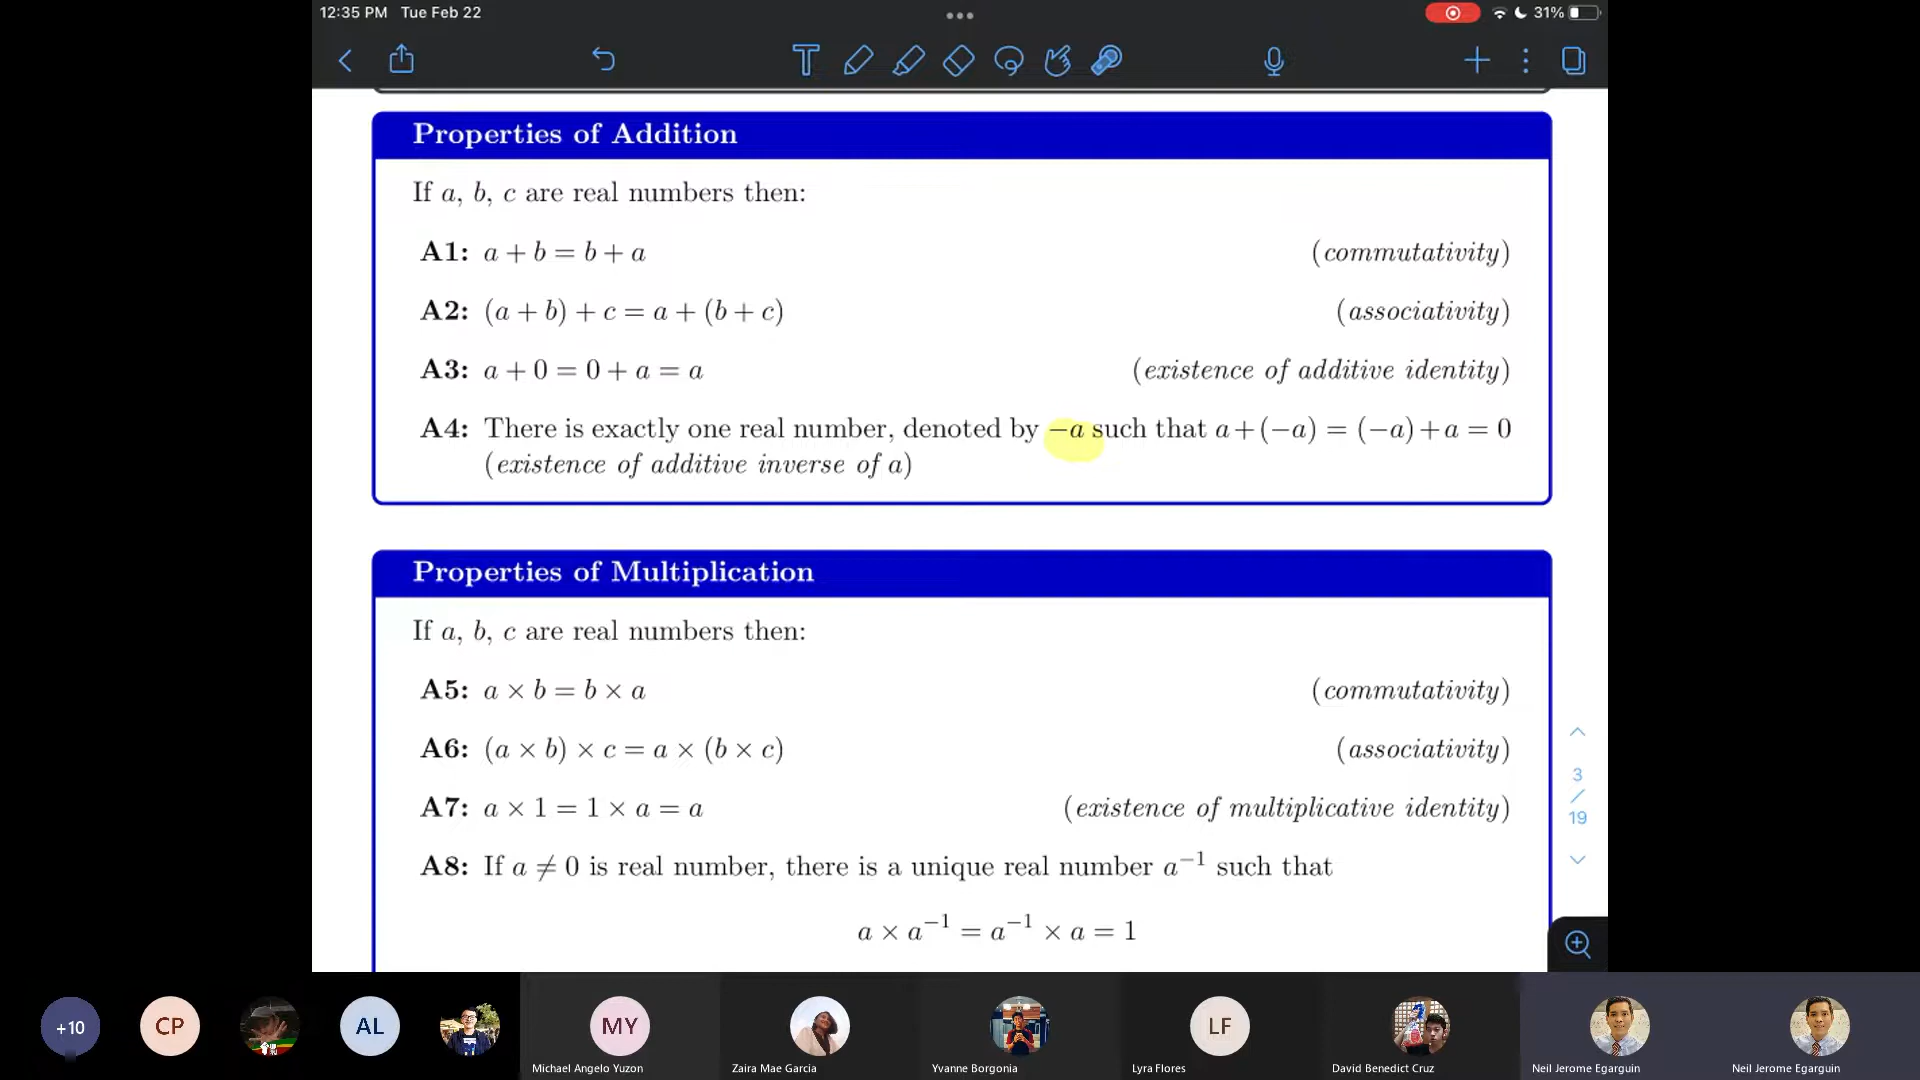 12:35 PM Tue Feb 22
31%
Properties of Addition
If a, b, c are real numbers then:
A1: a + b = b + a (commutativity)
A2: (a + b) + c = a + (b + c) (associativity)
A3: a + 0 = 0 + a = a (existence of additive identity)
A4: There is exactly one real number, denoted by −a such that a+(−a) = (−a)+a = 0
(existence of additive inverse of a)
Properties of Multiplication
If a, b, c are real numbers then:
A5: a × b = b × a (commutativity)
A6: (a × b) × c = a × (b × c) (associativity)
A7: a × 1 = 1 × a = a (existence of multiplicative identity)
A8: If a ≠ 0 is real number, there is a unique real number a⁻¹ such that
a × a⁻¹ = a⁻¹ × a = 1
3
/
19
+10
CP
AL
MY
LF
Michael Angelo Yuzon
Zaira Mae Garcia
Yvanne Borgonia
Lyra Flores
David Benedict Cruz
Neil Jerome Egarguin
Neil Jerome Egarguin